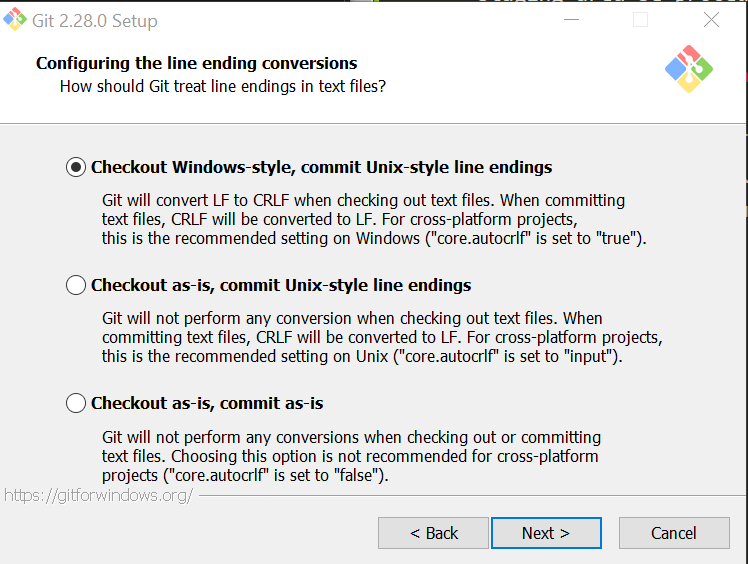 Git 2.28.0 Setup
Configuring the line ending conversions
How should Git treat line endings in text files?
Checkout Windows-style, commit Unix-style line endings
Git will convert LF to CRLF when checking out text files. When committing
text files, CRLF will be converted to LF. For cross-platform projects,
this is the recommended setting on Windows ("core.autocrlf" is set to "true").
Checkout as-is, commit Unix-style line endings
Git will not perform any conversion when checking out text files. When
committing text files, CRLF will be converted to LF. For cross-platform projects,
this is the recommended setting on Unix ("core.autocrlf" is set to "input").
Checkout as-is, commit as-is
Git will not perform any conversions when checking out or committing
text files. Choosing this option is not recommended for cross-platform
projects ("core.autocrlf" is set to "false").
https://gitforwindows.org/
< Back Next > Cancel